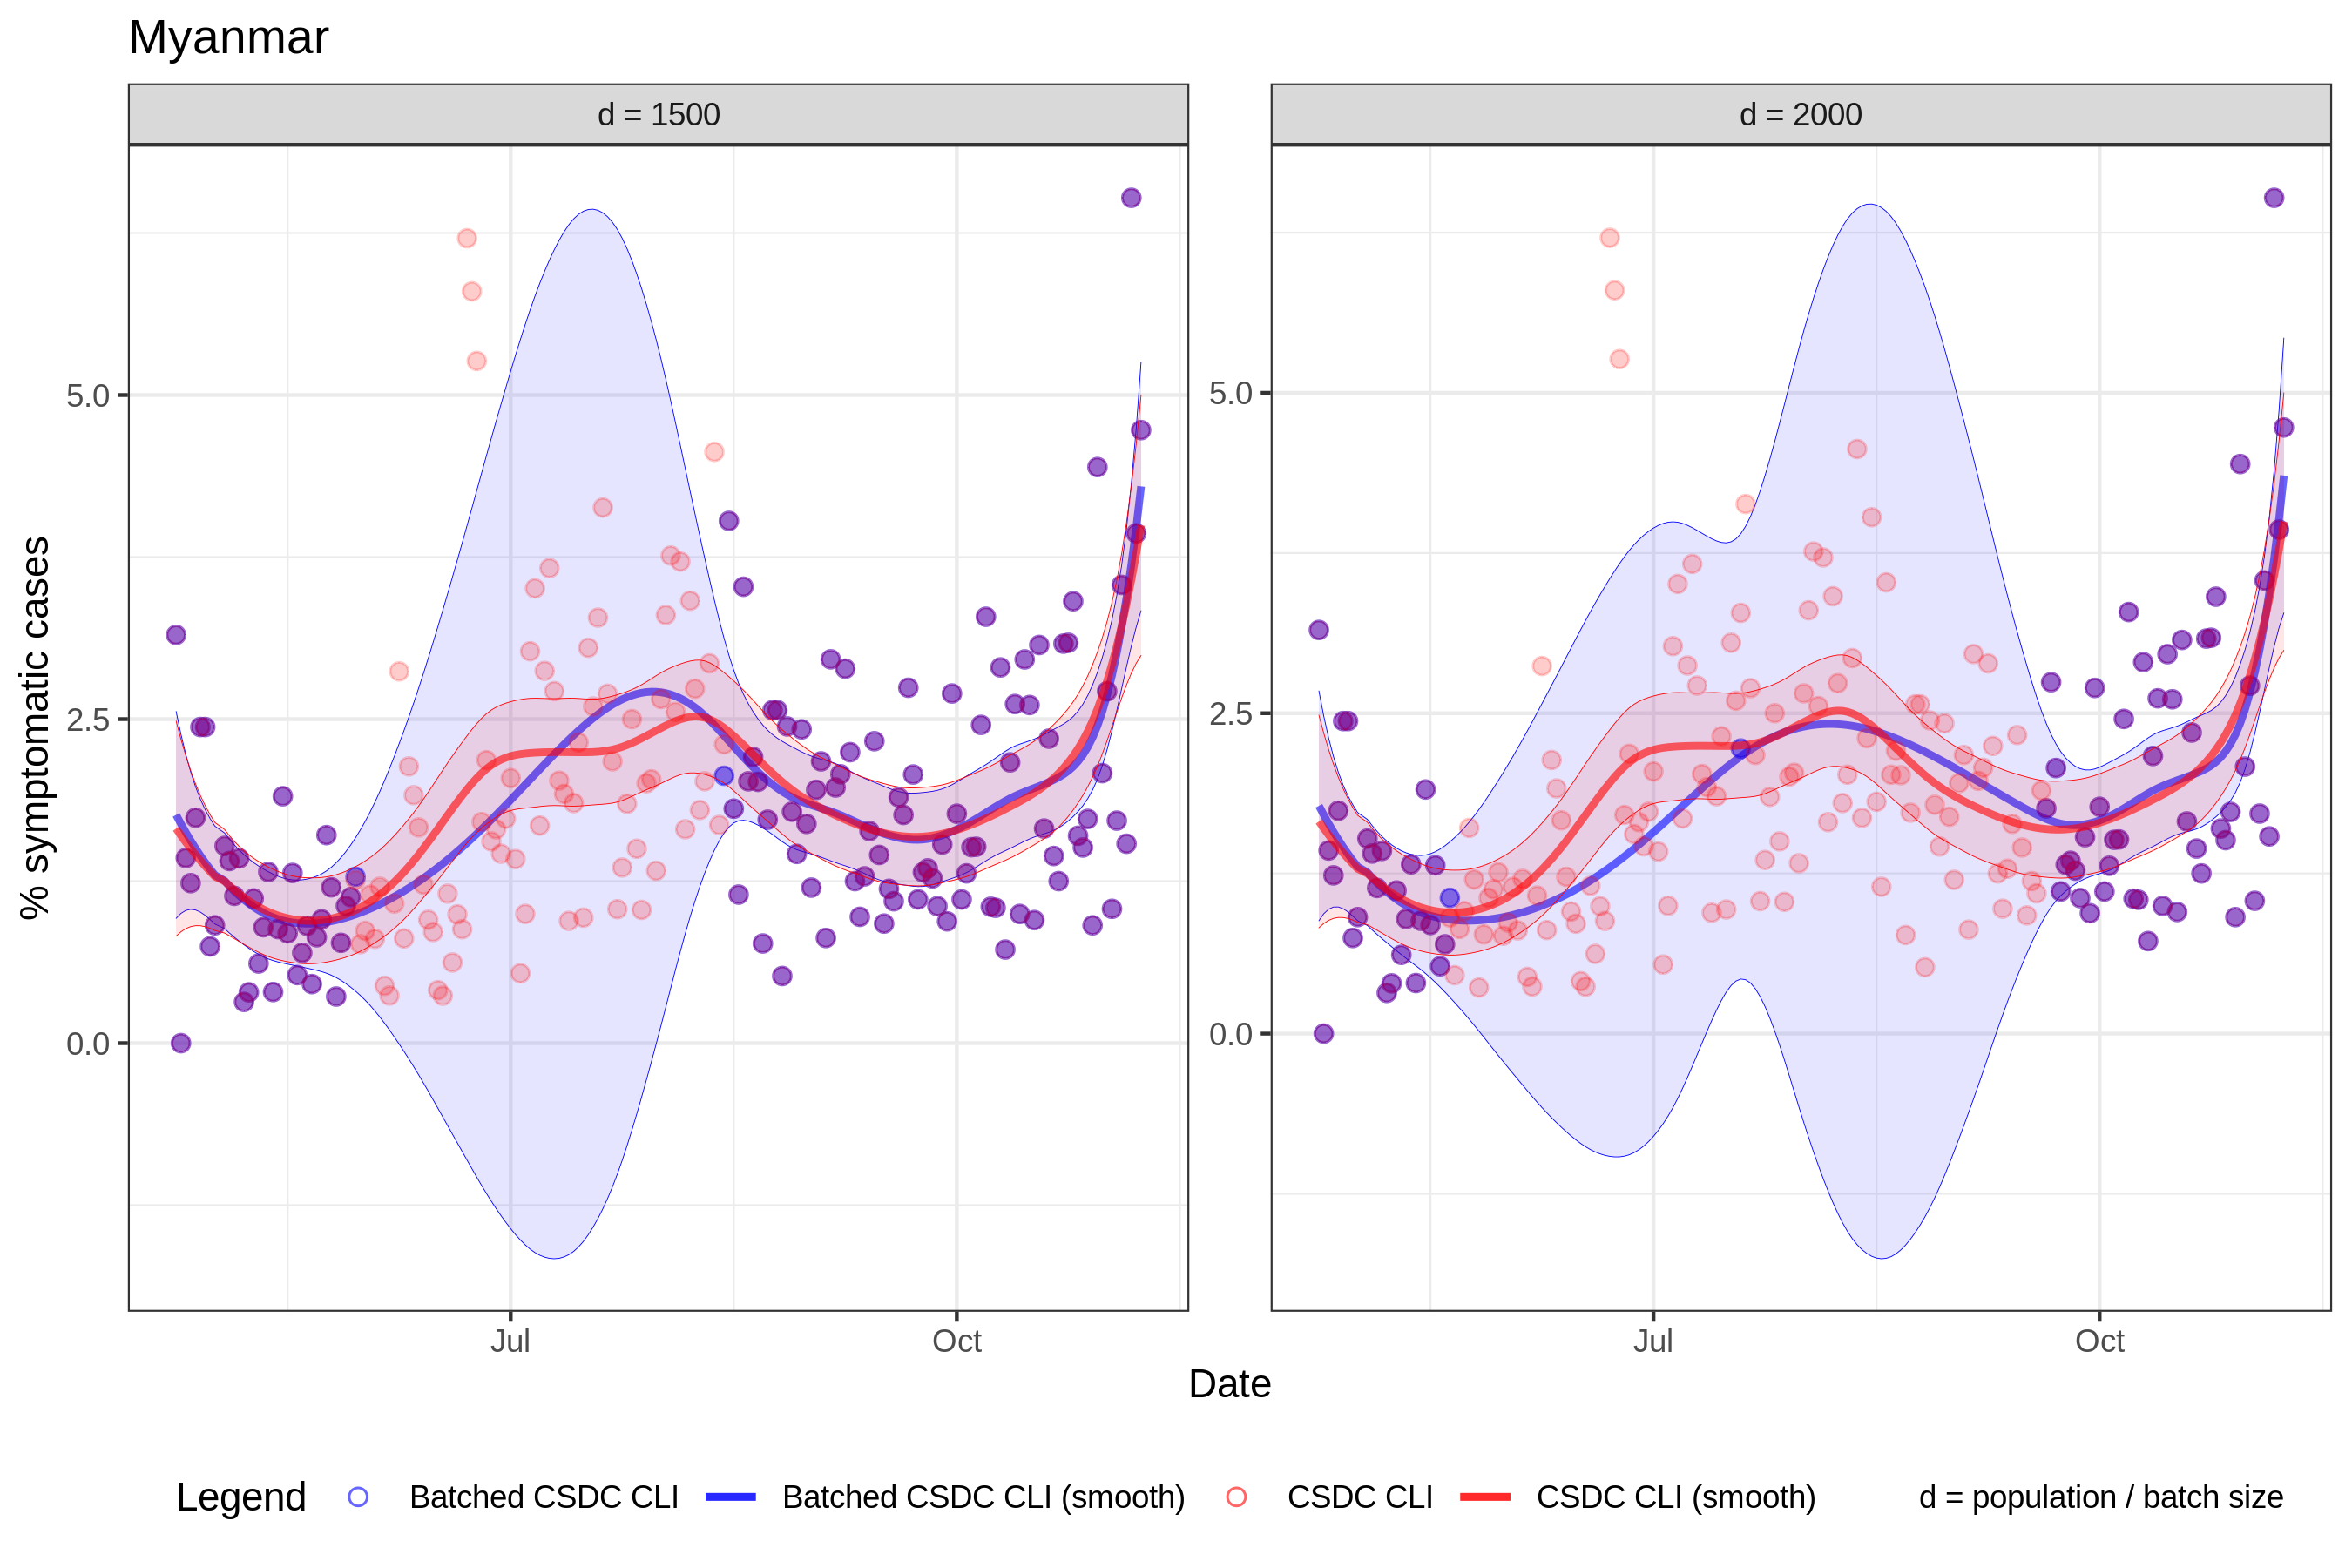 Myanmar
d = 1500
d = 2000
% symptomatic cases
5.0
2.5
0.0
5.0
2.5
0.0
Jul
Oct
Jul
Oct
Date
Legend
Batched CSDC CLI
Batched CSDC CLI (smooth)
CSDC CLI
CSDC CLI (smooth)
d = population / batch size